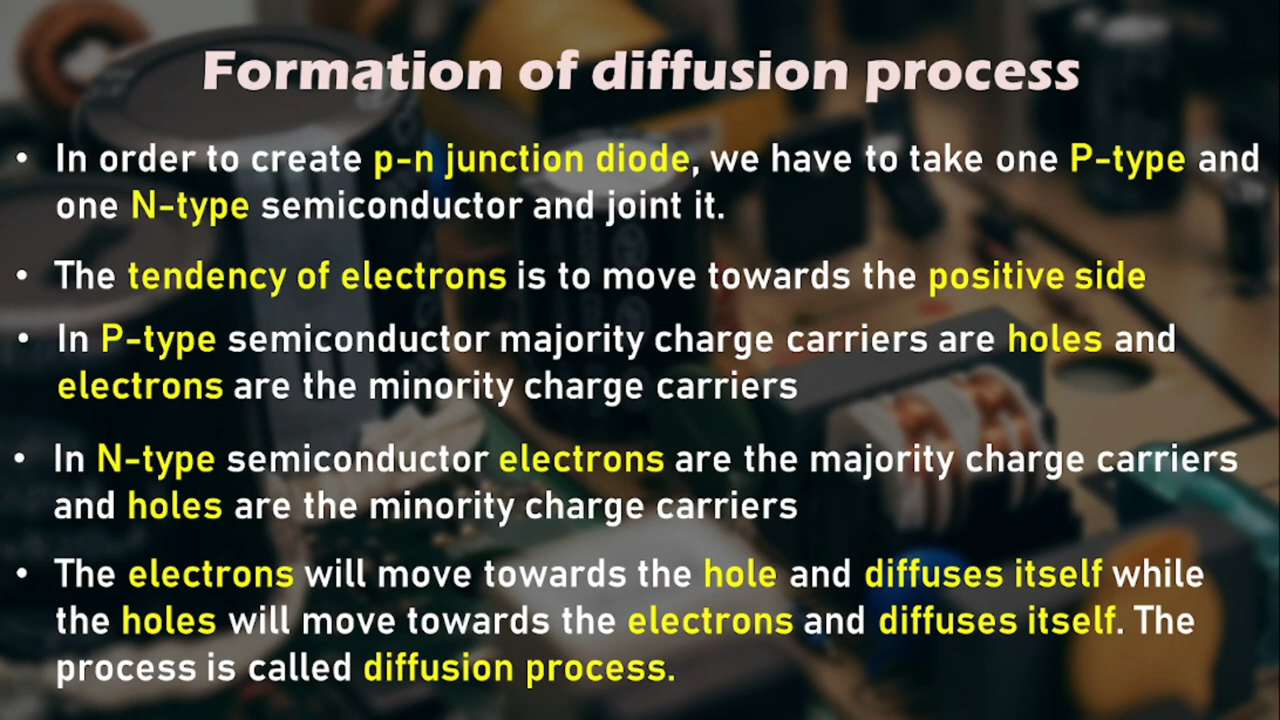 Formation of diffusion process
• In order to create p-n junction diode, we have to take one P-type and
one N-type semiconductor and joint it.
• The tendency of electrons is to move towards the positive side
• In P-type semiconductor majority charge carriers are holes and
electrons are the minority charge carriers
• In N-type semiconductor electrons are the majority charge carriers
and holes are the minority charge carriers
• The electrons will move towards the hole and diffuses itself while
the holes will move towards the electrons and diffuses itself. The
process is called diffusion process.